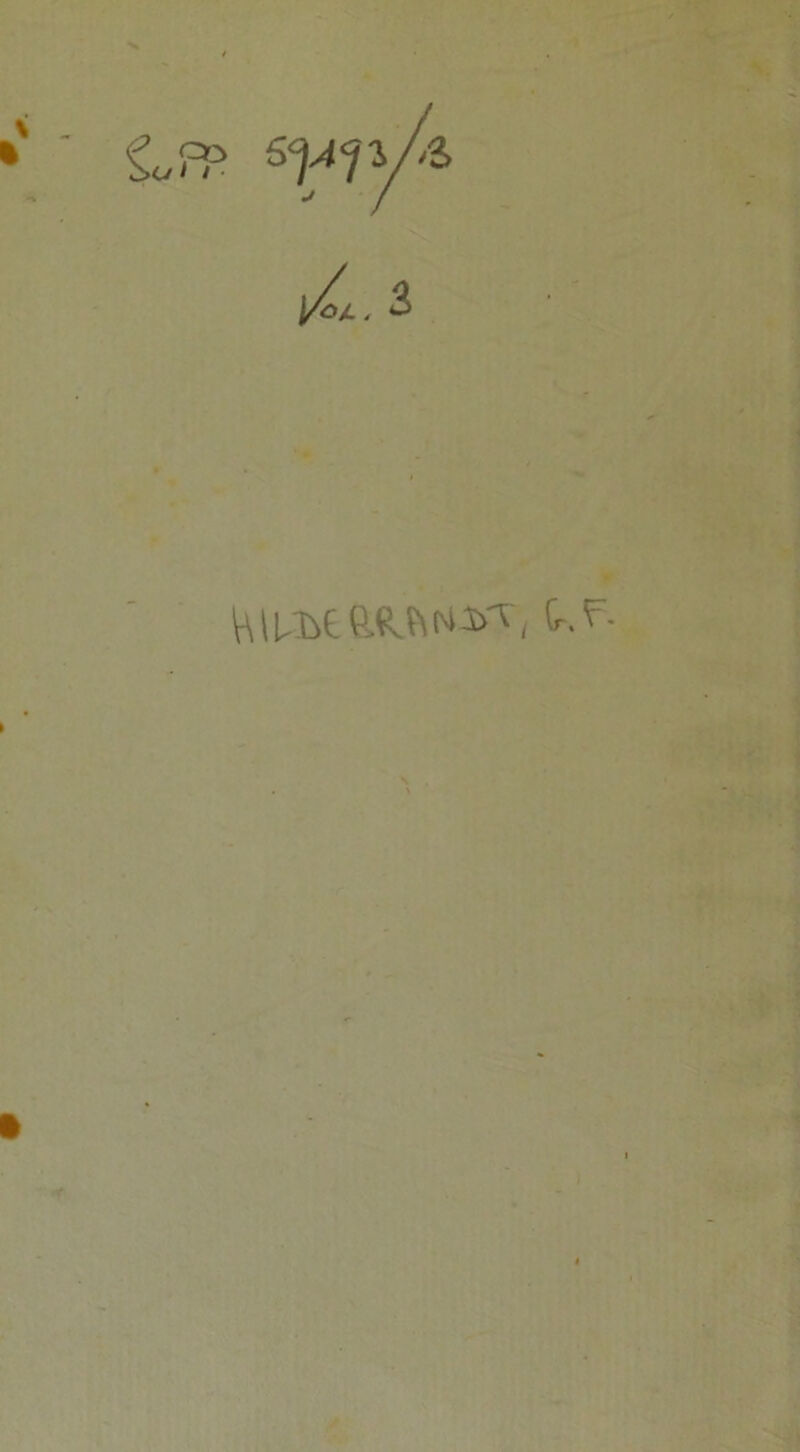 Supp 59493/B
Vol. 3
HILDEBRANDT, G.F.